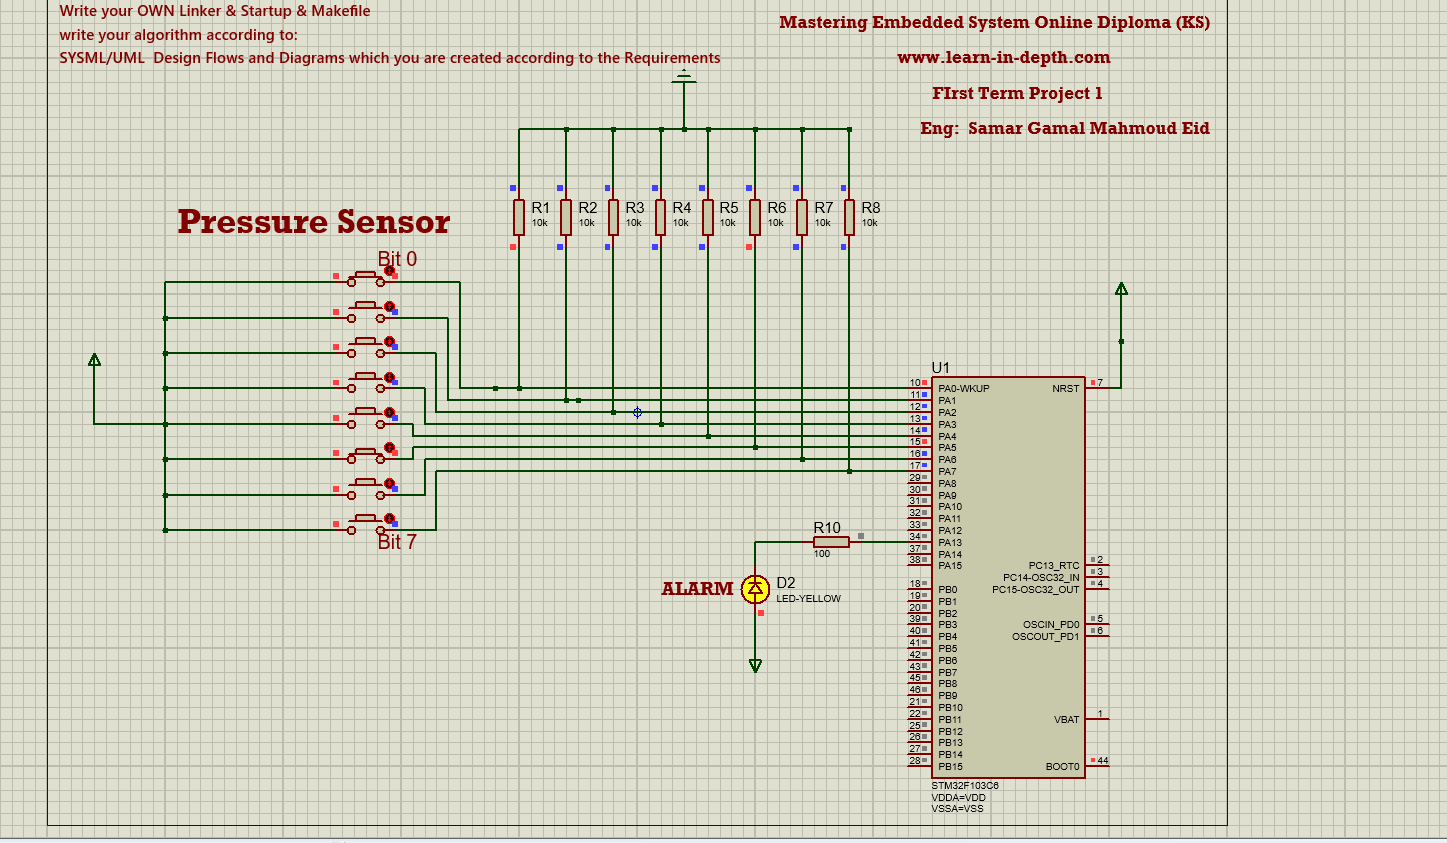 Write your OWN Linker & Startup & Makefile
write your algorithm according to:
SYSML/UML  Design Flows and Diagrams which you are created according to the Requirements
Mastering Embedded System Online Diploma (KS)
www.learn-in-depth.com
FIrst Term Project 1
Eng:  Samar Gamal Mahmoud Eid
Pressure Sensor
Bit 0
Bit 7
R1
10k
R2
10k
R3
10k
R4
10k
R5
10k
R6
10k
R7
10k
R8
10k
R10
100
ALARM
D2
LED-YELLOW
U1
10 PA0-WKUP
11 PA1
12 PA2
13 PA3
14 PA4
15 PA5
16 PA6
17 PA7
29 PA8
30 PA9
31 PA10
32 PA11
33 PA12
34 PA13
37 PA14
38 PA15
18 PB0
19 PB1
20 PB2
39 PB3
40 PB4
41 PB5
42 PB6
43 PB7
45 PB8
46 PB9
21 PB10
22 PB11
25 PB12
26 PB13
27 PB14
28 PB15
NRST 7
PC13_RTC 2
PC14-OSC32_IN 3
PC15-OSC32_OUT 4
OSCIN_PD0 5
OSCOUT_PD1 6
VBAT 1
BOOT0 44
STM32F103C6
VDDA=VDD
VSSA=VSS